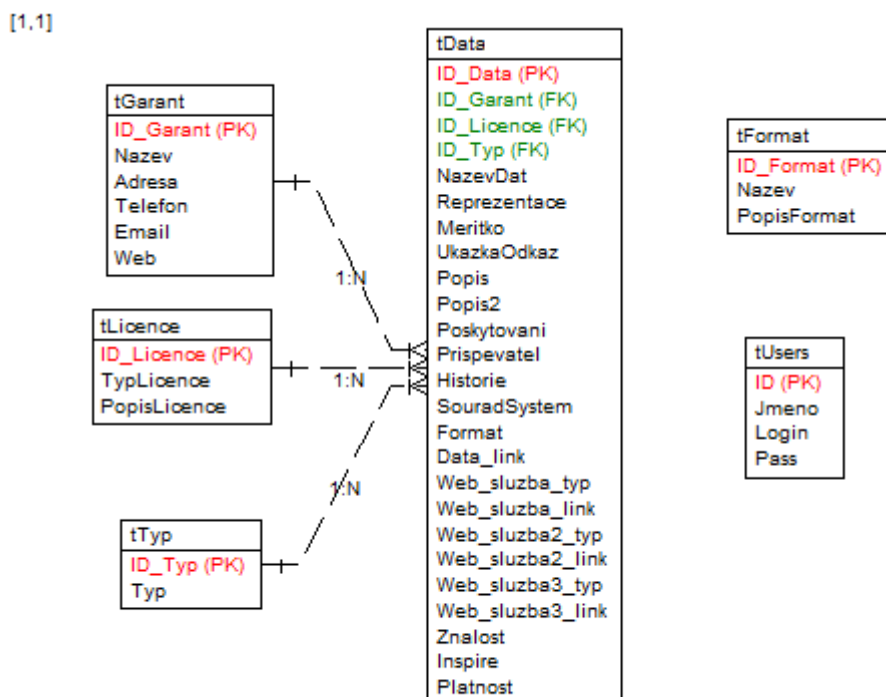 [1,1]
tGarant
ID_Garant (PK)
Nazev
Adresa
Telefon
Email
Web
1:N
tLicence
ID_Licence (PK)
TypLicence
PopisLicence
1:N
tTyp
ID_Typ (PK)
Typ
1:N
tData
ID_Data (PK)
ID_Garant (FK)
ID_Licence (FK)
ID_Typ (FK)
NazevDat
Reprezentace
Meritko
UkazkaOdkaz
Popis
Popis2
Poskytovani
Prispevatel
Historie
SouradSystem
Format
Data_link
Web_sluzba_typ
Web_sluzba_link
Web_sluzba2_typ
Web_sluzba2_link
Web_sluzba3_typ
Web_sluzba3_link
Znalost
Inspire
Platnost
tFormat
ID_Format (PK)
Nazev
PopisFormat
tUsers
ID (PK)
Jmeno
Login
Pass